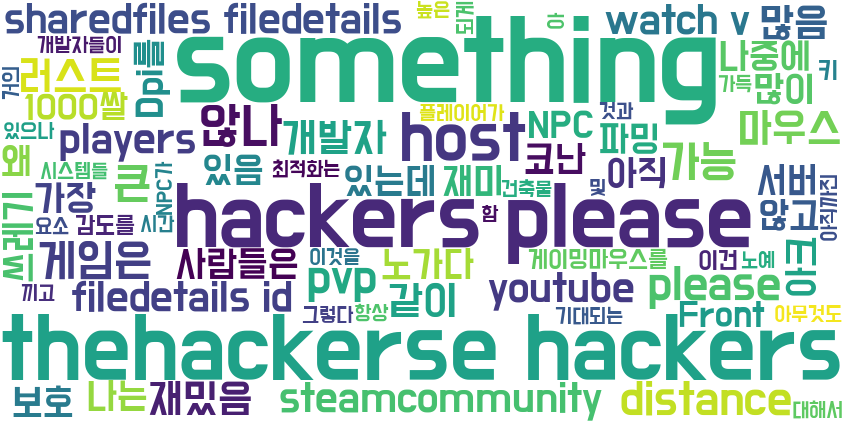 sharedfiles filedetails
높은
되게
ㅎ
watch v
많음
개발자들이
something
거인
러스트
Dpi를
나중에
키
1000짤
플레이어가
것과
가득
많이
있으나
players
않나
개발자
host
NPC
파밍
마우스
왜
시스템들
큰
있음
최적화는
있는데
재미
코난
건축물
및
아직
가능
서버
가장
NPC가
hackers please
쓰레기
요소
감도를
시간
함
않고
아직까진
게임은
사람들은
이것을
pvp
노가다
게이밍마우스를
이건
노예
아크
끼고
filedetails id
그렇다
항상
같이
youtube
기대되는
please
Front
아무것도
thehackerse hackers
보호
나는
재밌음
steamcommunity
distance
대해서